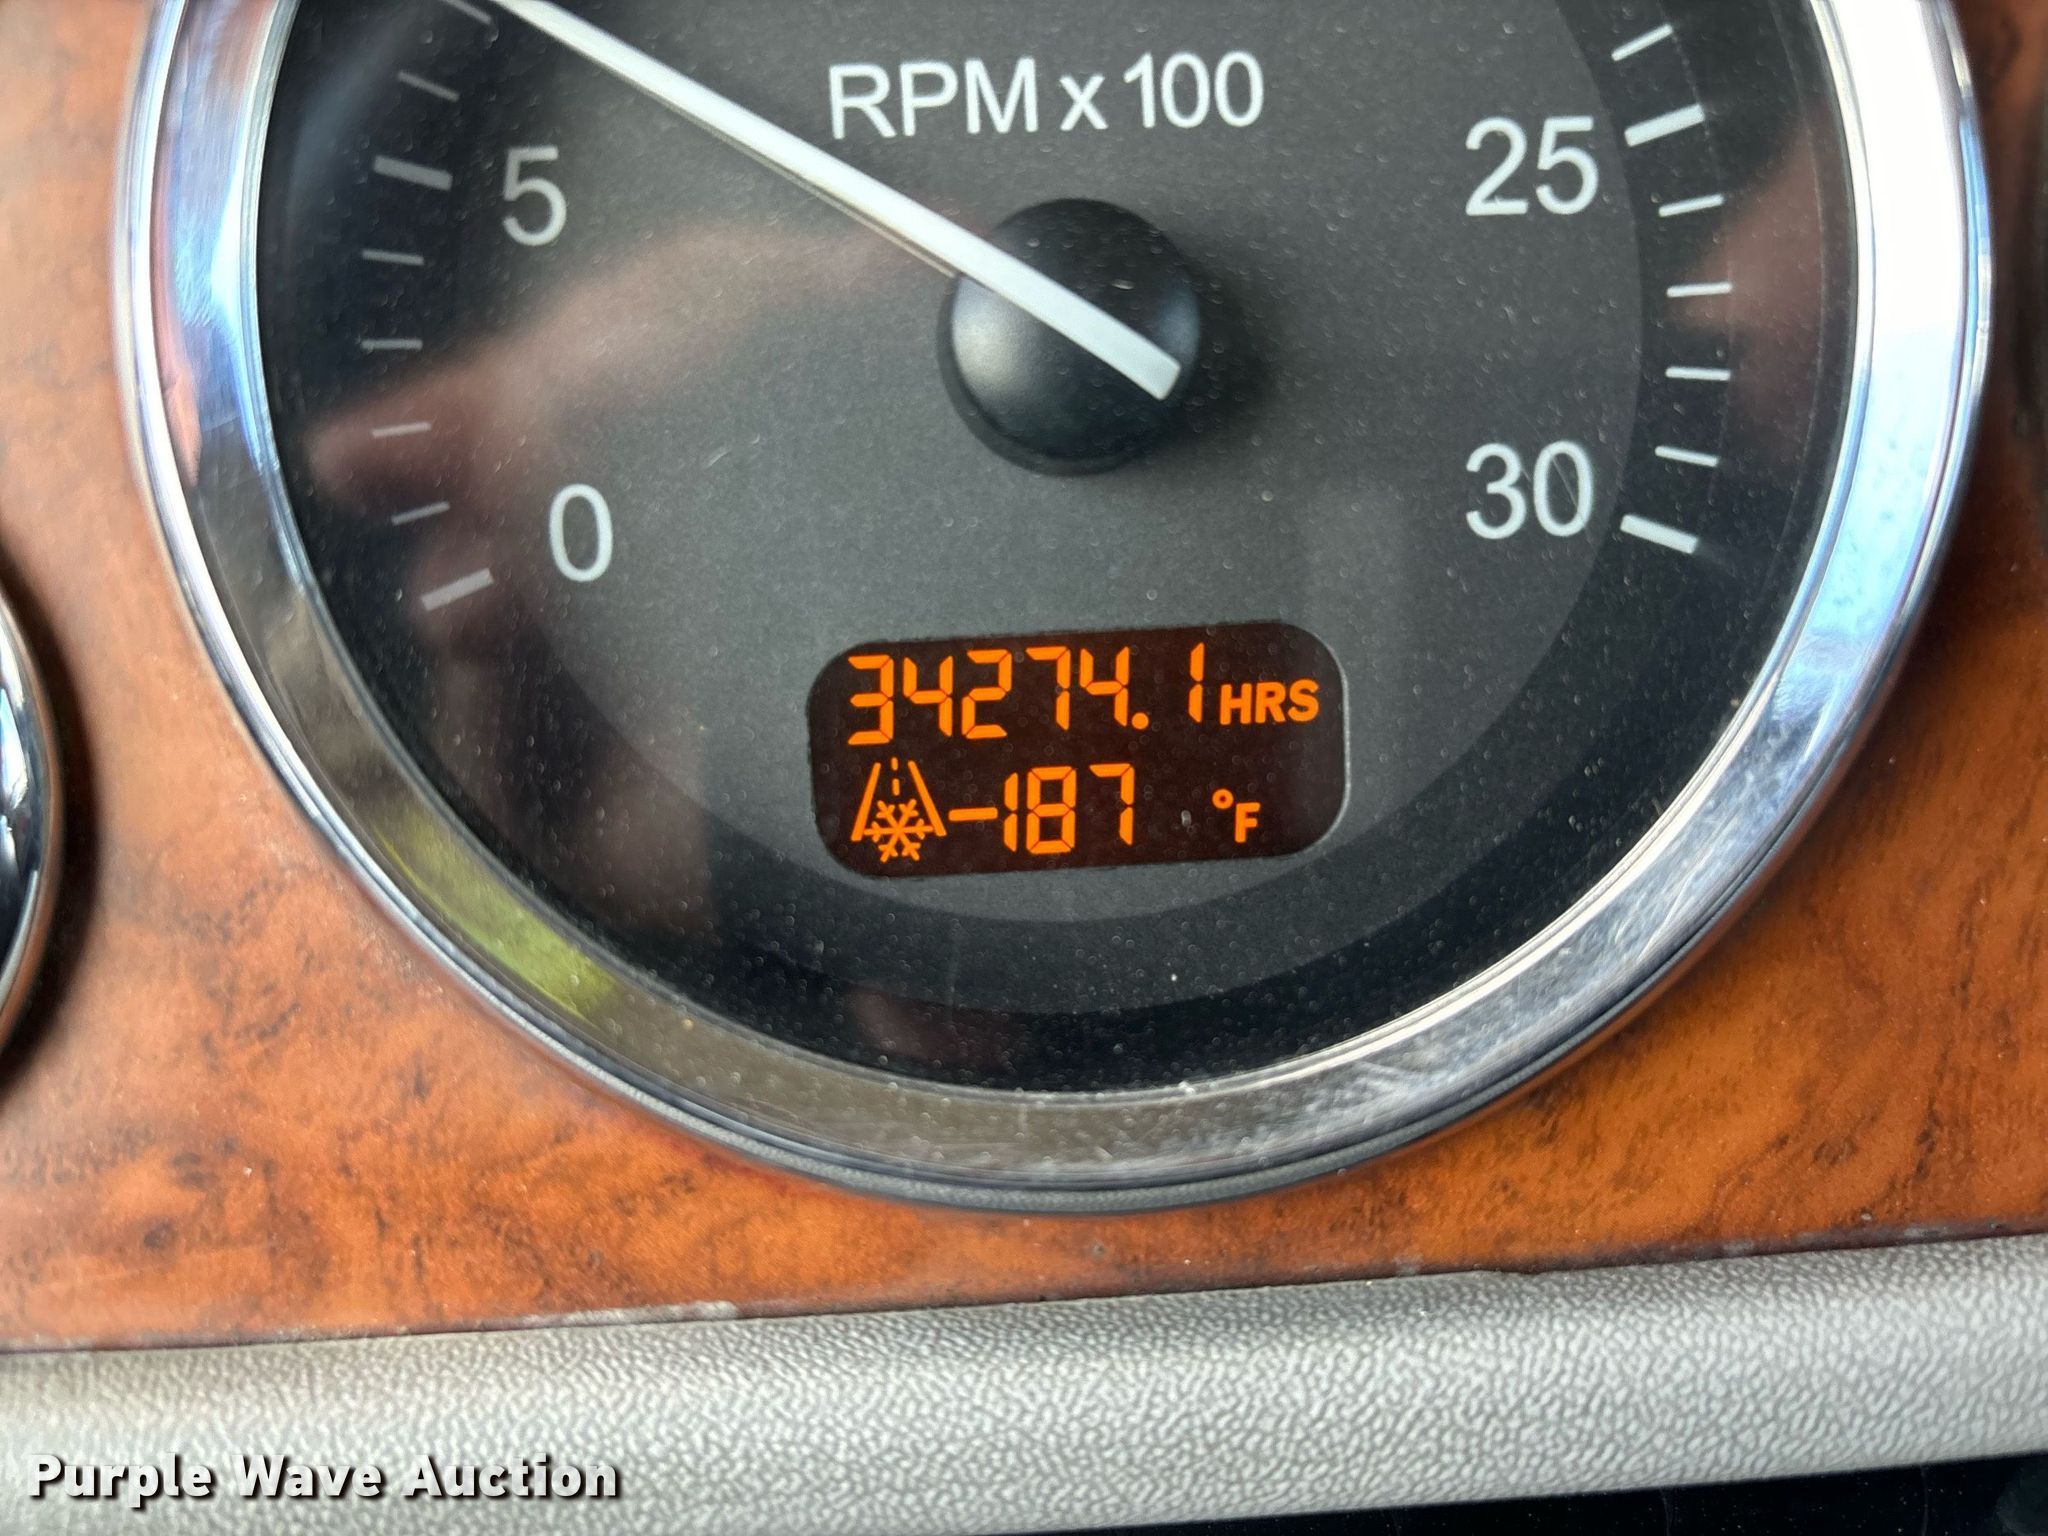 RPM x 100
5
25
0
30
34274.1 HRS
-187 °F
Purple Wave Auction